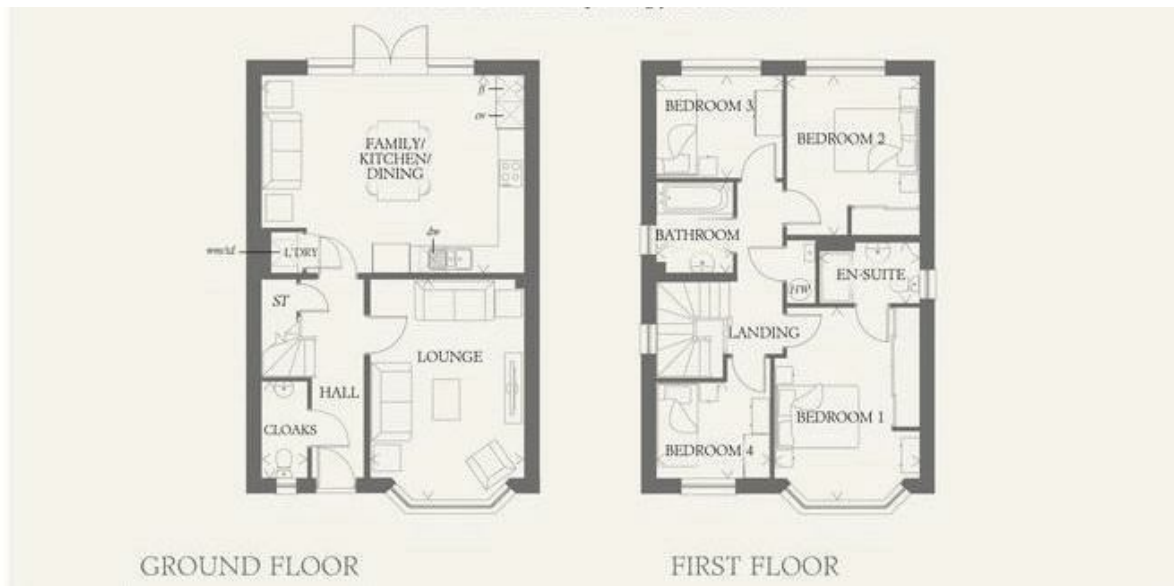 ff
ov
FAMILY/
KITCHEN/
DINING
dw
wm/td
L'DRY
ST
LOUNGE
HALL
CLOAKS
GROUND FLOOR
BEDROOM 3
BEDROOM 2
BATHROOM
EN-SUITE
HW
LANDING
BEDROOM 1
BEDROOM 4
FIRST FLOOR